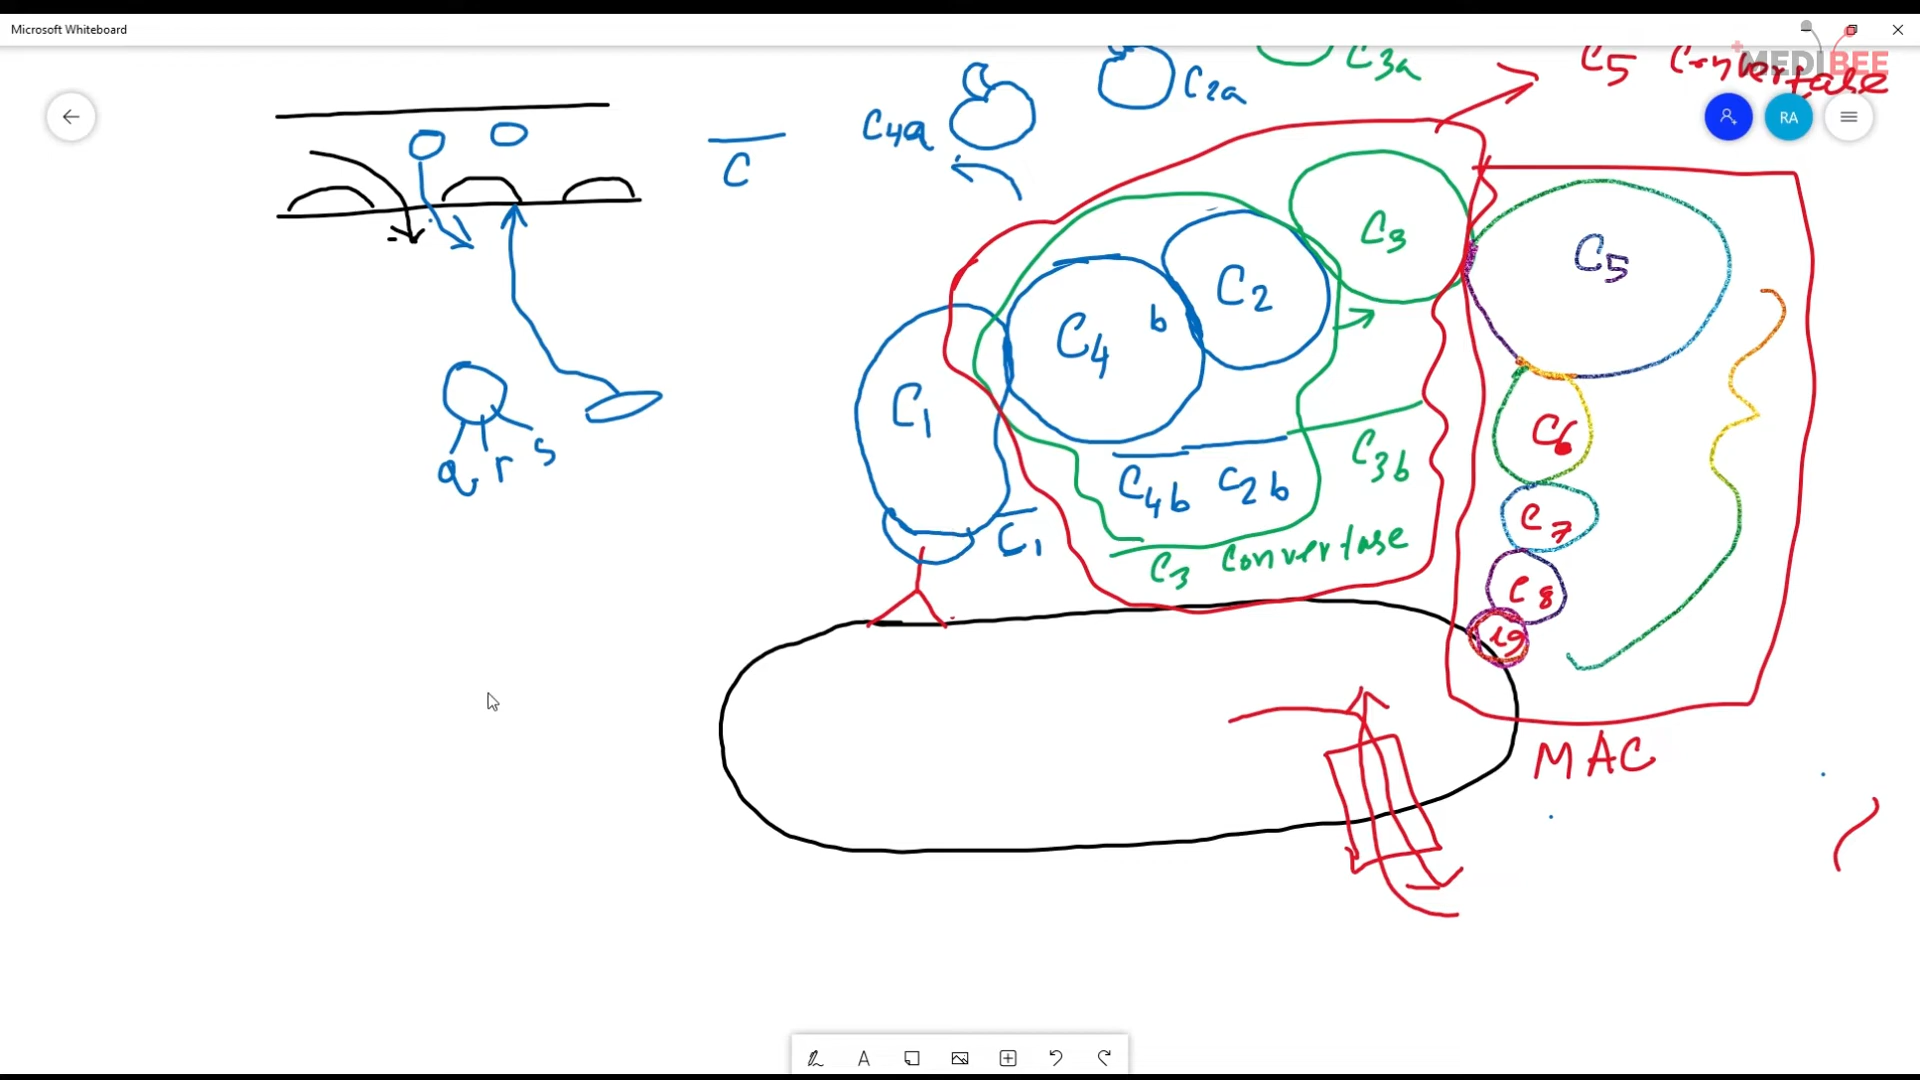 Microsoft Whiteboard
MEDIBEE
C3a
C5 Convertase
C2a
C4a
C
RA
C3
C5
C2
C4 b
C1
C6
C3b
q r s
C4b C2b
C7
C1
C3 Convertase
C8
C9
MAC
A